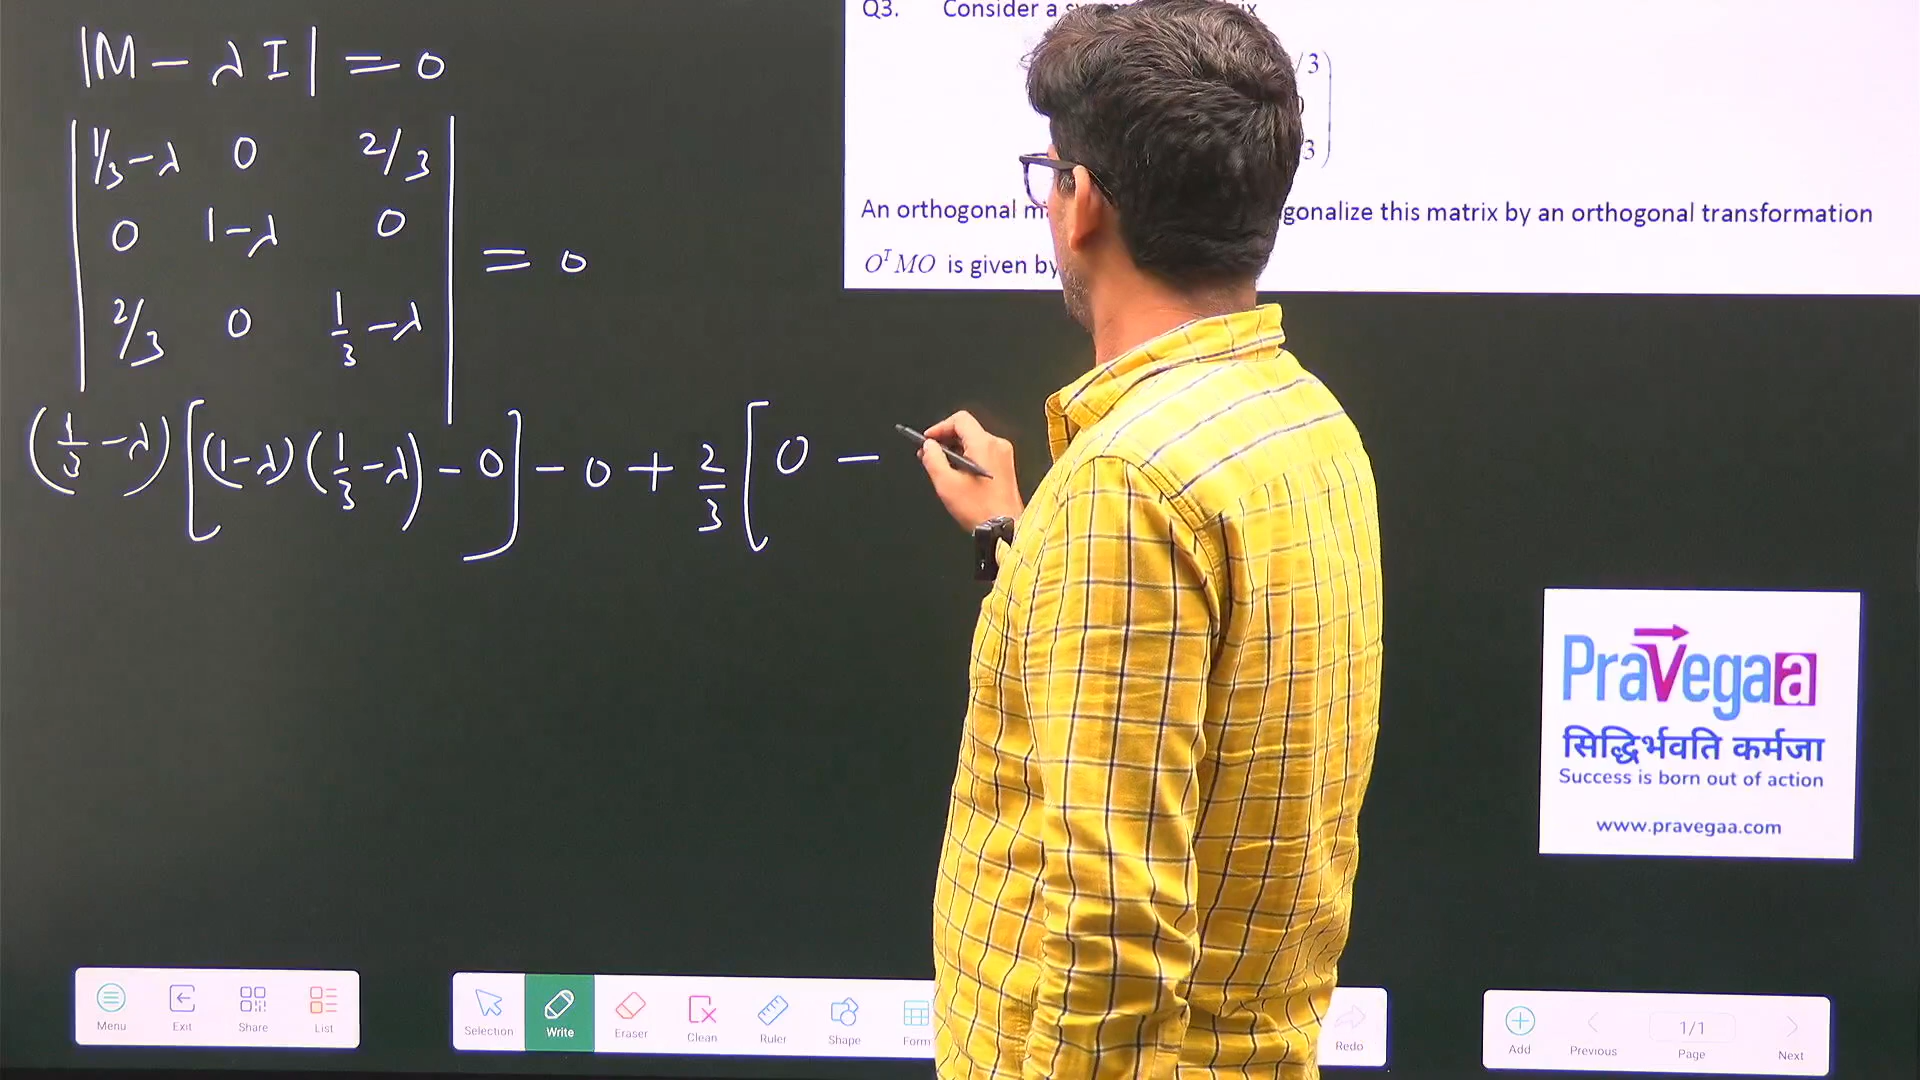 |M - λI| = 0
1/3-λ 0 2/3
0 1-λ 0 = 0
2/3 0 1/3-λ
(1/3-λ)[(1-λ)(1/3-λ)-0]-0+2/3[0-
Q3. Consider a
/3
3
An orthogonal gonalize this matrix by an orthogonal transformation
OᵀMO is given by
Pravegaa
सिद्धिर्भवति कर्मजा
Success is born out of action
www.pravegaa.com
Menu Exit Share List
Selection Write Eraser Clean Ruler Shape Form Redo
Add Previous 1/1 Page Next